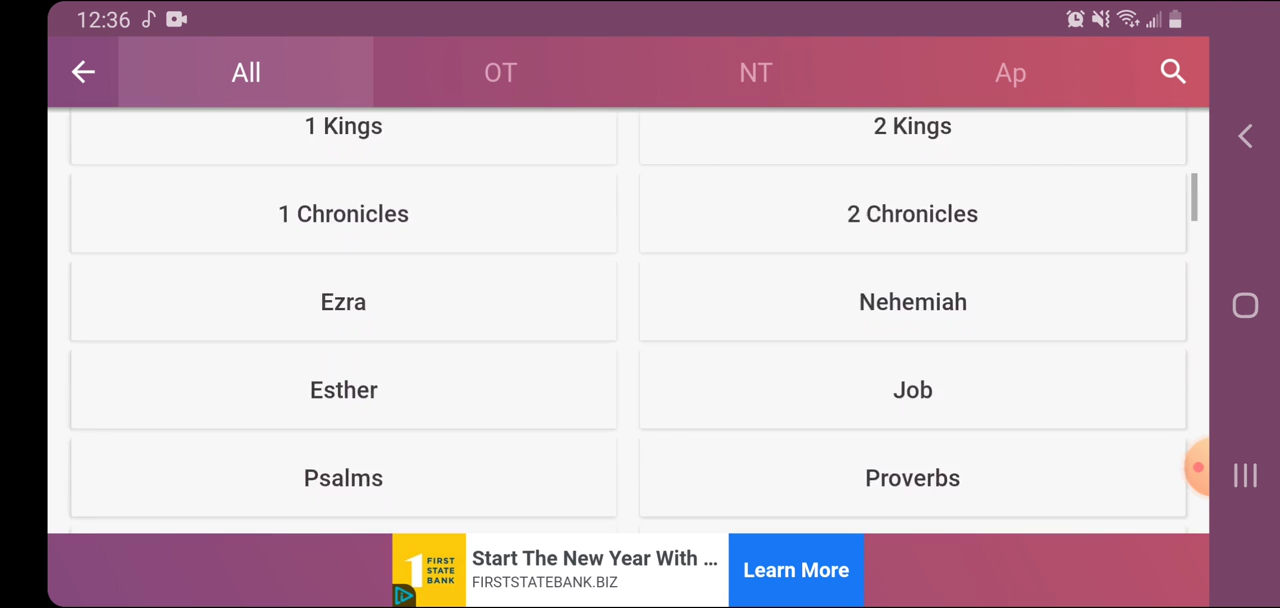 12:36
All OT NT Ap
1 Kings 2 Kings
1 Chronicles 2 Chronicles
Ezra Nehemiah
Esther Job
Psalms Proverbs
1 FIRST
STATE
BANK
Start The New Year With ...
FIRSTSTATEBANK.BIZ
Learn More